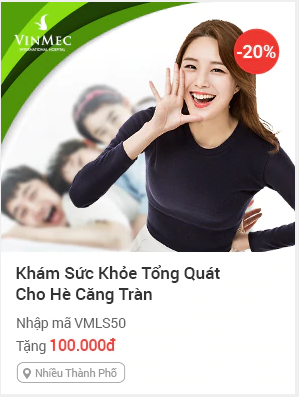 VINMEC
INTERNATIONAL HOSPITAL
-20%
Khám Sức Khỏe Tổng Quát
Cho Hè Căng Tràn
Nhập mã VMLS50
Tặng 100.000đ
Nhiều Thành Phố